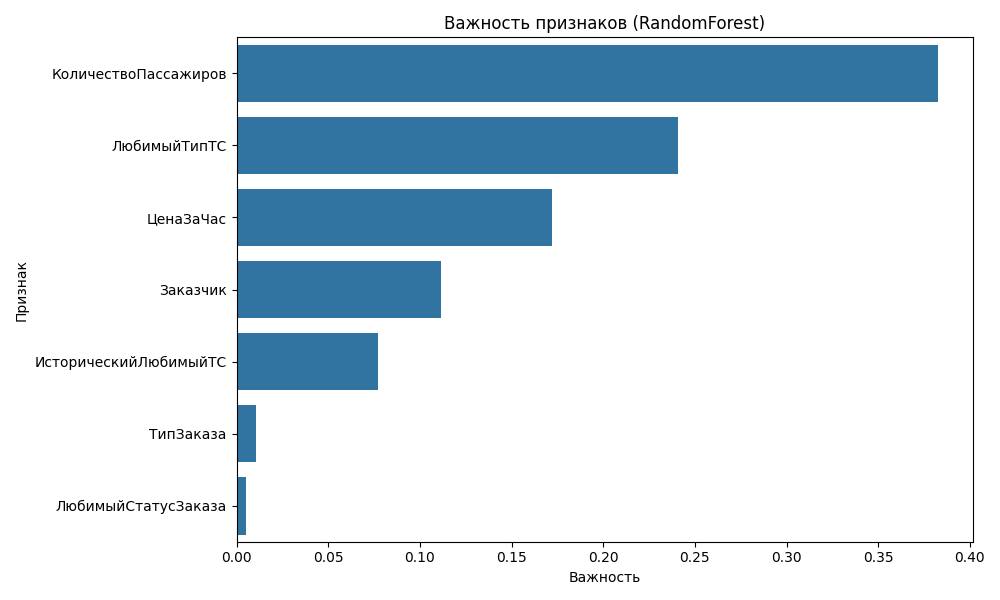 Важность признаков (RandomForest)
КоличествоПассажиров
ЛюбимыйТипТС
ЦенаЗаЧас
Заказчик
ИсторическийЛюбимыйТС
ТипЗаказа
ЛюбимыйСтатусЗаказа
Признак
0.00 0.05 0.10 0.15 0.20 0.25 0.30 0.35 0.40
Важность